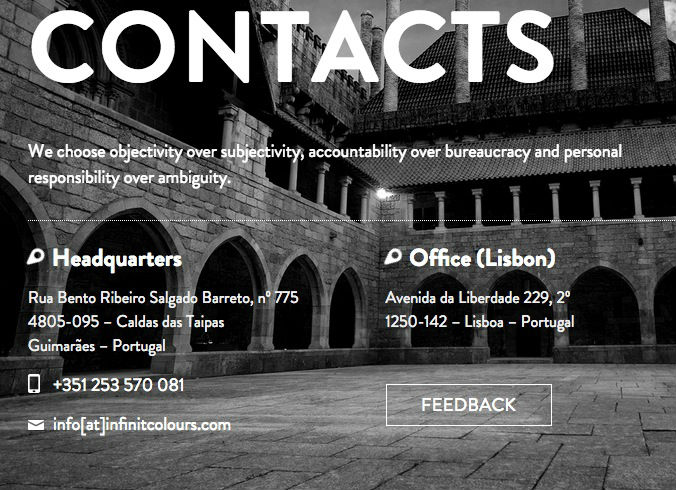 CONTACTS
We choose objectivity over subjectivity, accountability over bureaucracy and personal
responsibility over ambiguity.
Headquarters
Rua Bento Ribeiro Salgado Barreto, nº 775
4805-095 – Caldas das Taipas
Guimarães – Portugal
+351 253 570 081
info[at]infinitcolours.com
Office (Lisbon)
Avenida da Liberdade 229, 2º
1250-142 – Lisboa – Portugal
FEEDBACK